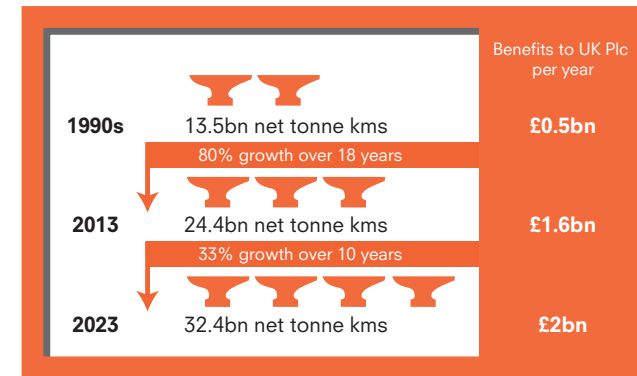 Benefits to UK Plc
per year
1990s 13.5bn net tonne kms £0.5bn
80% growth over 18 years
2013 24.4bn net tonne kms £1.6bn
33% growth over 10 years
2023 32.4bn net tonne kms £2bn